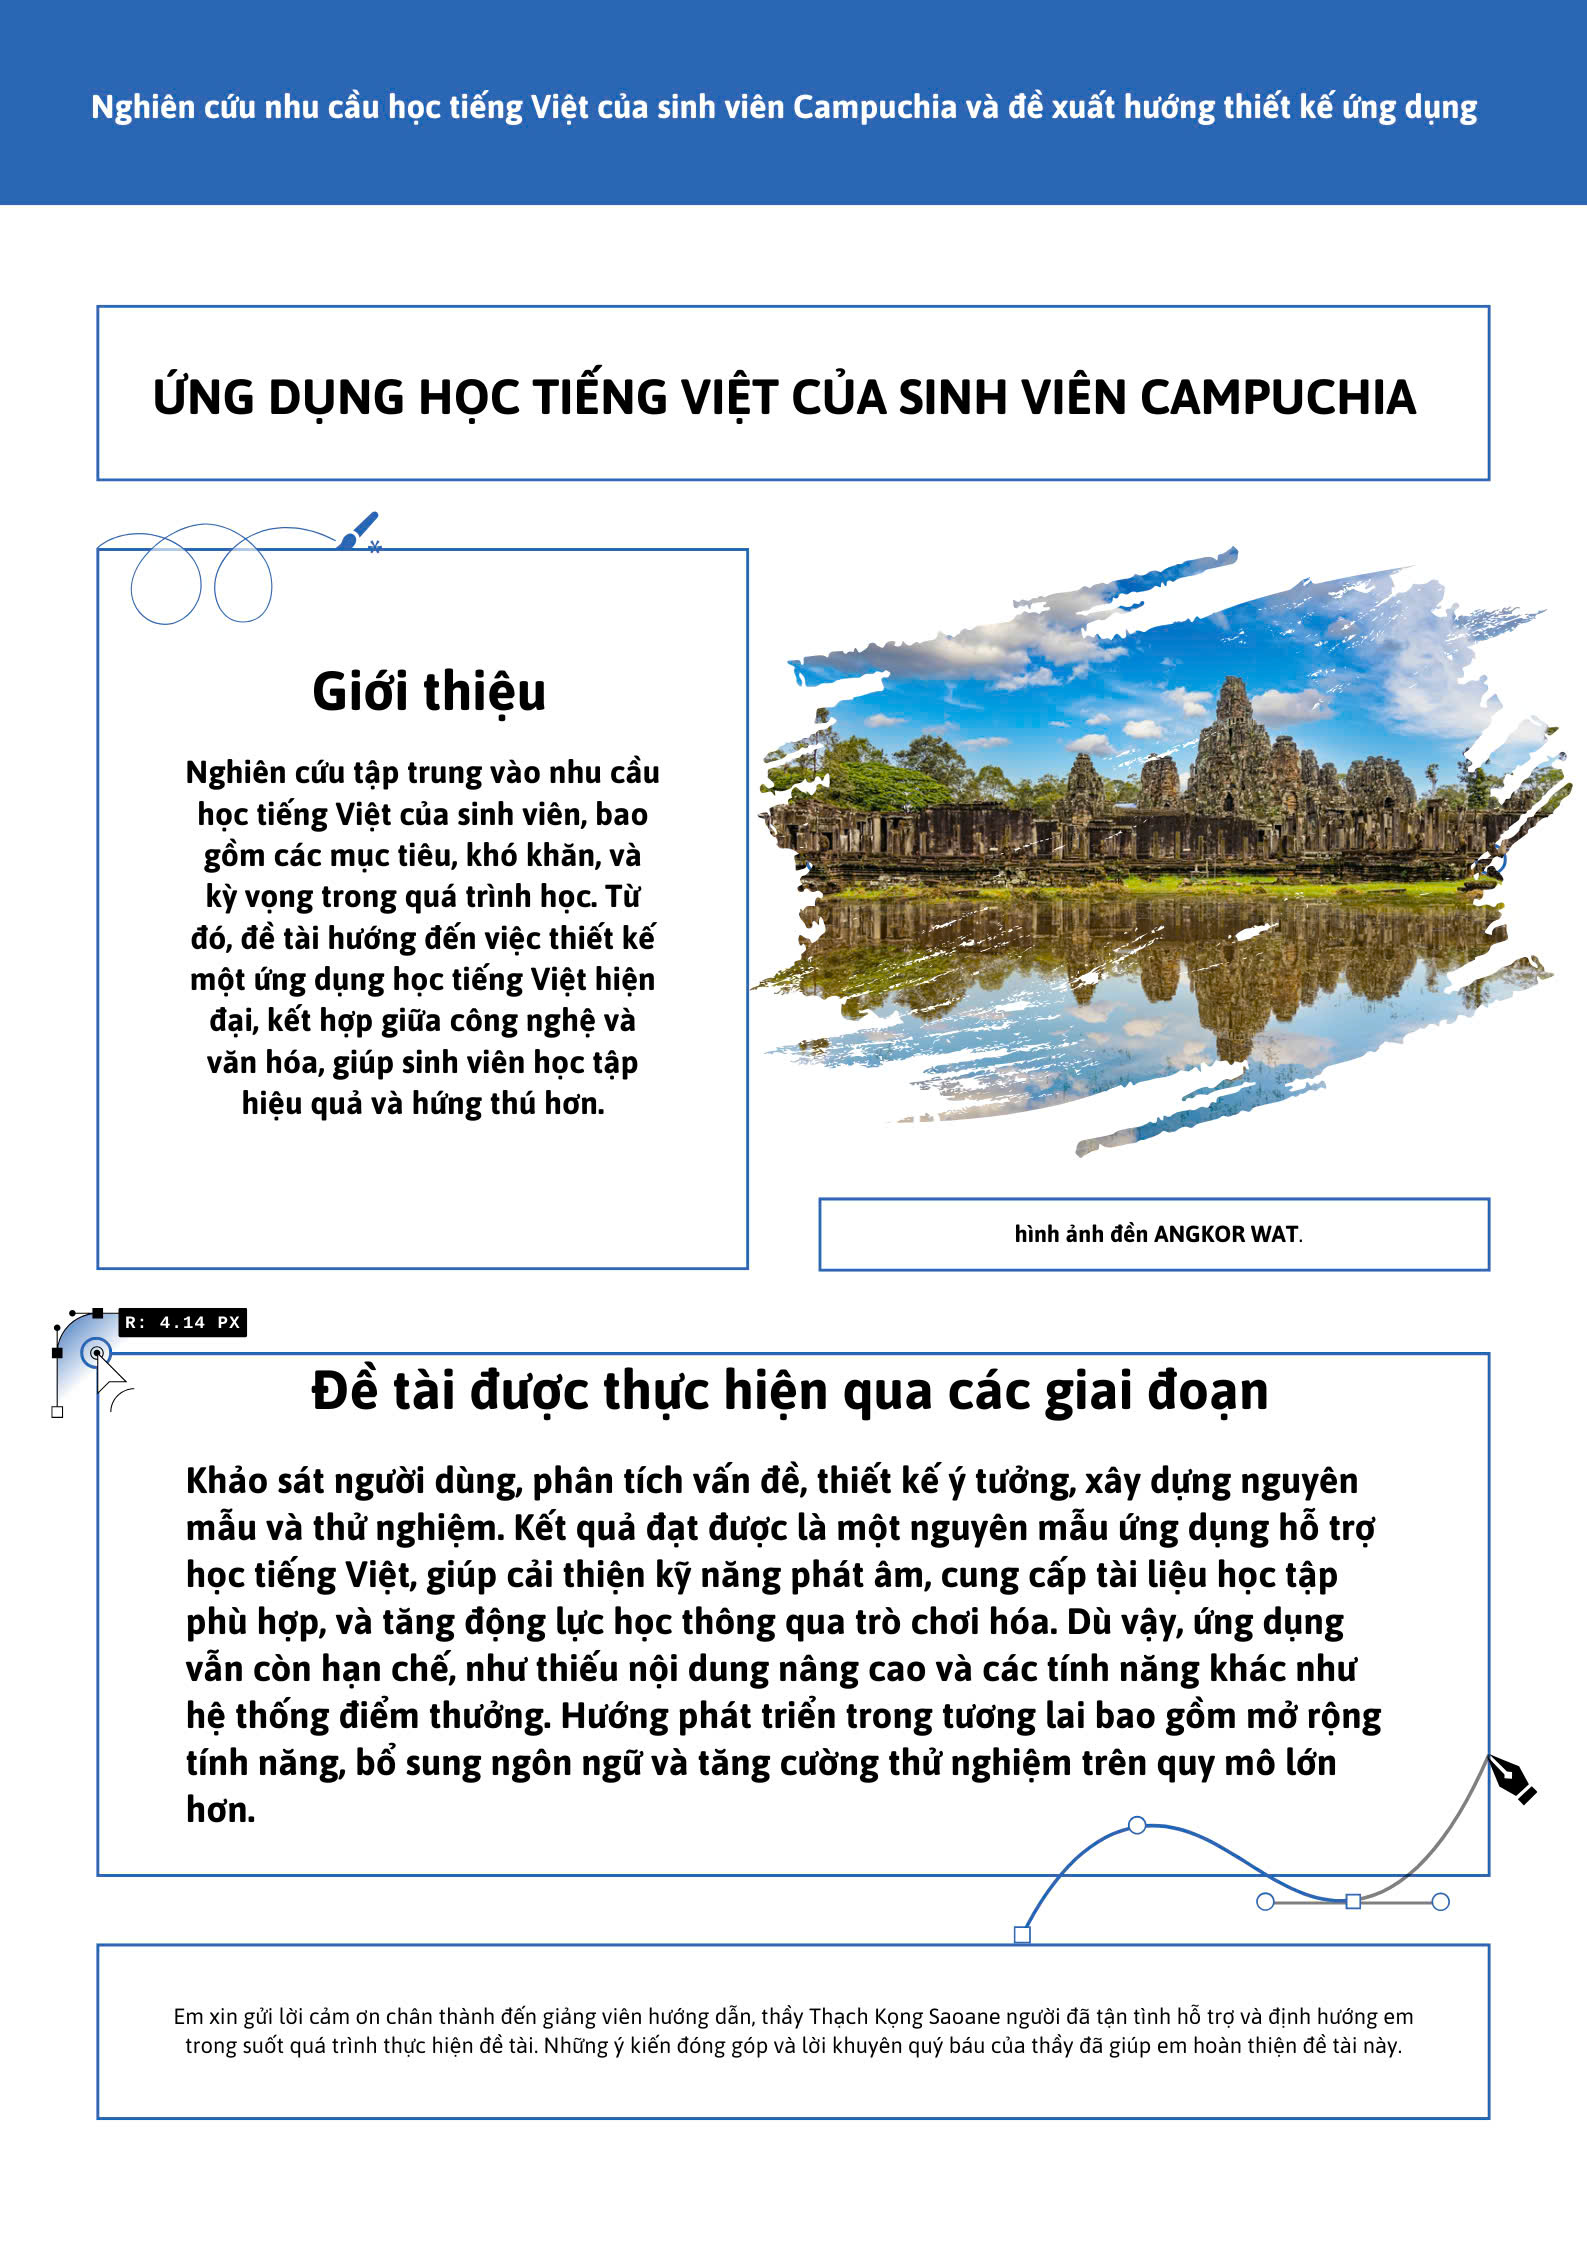 Nghiên cứu nhu cầu học tiếng Việt của sinh viên Campuchia và đề xuất hướng thiết kế ứng dụng
ỨNG DỤNG HỌC TIẾNG VIỆT CỦA SINH VIÊN CAMPUCHIA
Giới thiệu
Nghiên cứu tập trung vào nhu cầu
học tiếng Việt của sinh viên, bao
gồm các mục tiêu, khó khăn, và
kỳ vọng trong quá trình học. Từ
đó, đề tài hướng đến việc thiết kế
một ứng dụng học tiếng Việt hiện
đại, kết hợp giữa công nghệ và
văn hóa, giúp sinh viên học tập
hiệu quả và hứng thú hơn.
hình ảnh đền ANGKOR WAT.
R: 4.14 PX
Đề tài được thực hiện qua các giai đoạn
Khảo sát người dùng, phân tích vấn đề, thiết kế ý tưởng, xây dựng nguyên
mẫu và thử nghiệm. Kết quả đạt được là một nguyên mẫu ứng dụng hỗ trợ
học tiếng Việt, giúp cải thiện kỹ năng phát âm, cung cấp tài liệu học tập
phù hợp, và tăng động lực học thông qua trò chơi hóa. Dù vậy, ứng dụng
vẫn còn hạn chế, như thiếu nội dung nâng cao và các tính năng khác như
hệ thống điểm thưởng. Hướng phát triển trong tương lai bao gồm mở rộng
tính năng, bổ sung ngôn ngữ và tăng cường thử nghiệm trên quy mô lớn
hơn.
Em xin gửi lời cảm ơn chân thành đến giảng viên hướng dẫn, thầy Thạch Kọng Saoane người đã tận tình hỗ trợ và định hướng em
trong suốt quá trình thực hiện đề tài. Những ý kiến đóng góp và lời khuyên quý báu của thầy đã giúp em hoàn thiện đề tài này.